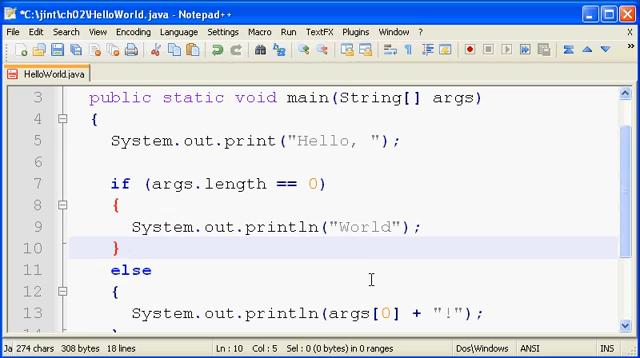 *C:\jint\ch02\HelloWorld.java - Notepad++
File Edit Search View Encoding Language Settings Macro Run TextFX Plugins Window ? X
HelloWorld.java
3 public static void main(String[] args)
4 {
5 System.out.print("Hello, ");
6
7 if (args.length == 0)
8 {
9 System.out.println("World");
10 }
11 else
12 {
13 System.out.println(args[0] + "!");
14 }
Ja 274 chars 308 bytes 18 lines Ln : 10 Col : 5 Sel : 0 (0 bytes) in 0 ranges Dos\Windows ANSI INS